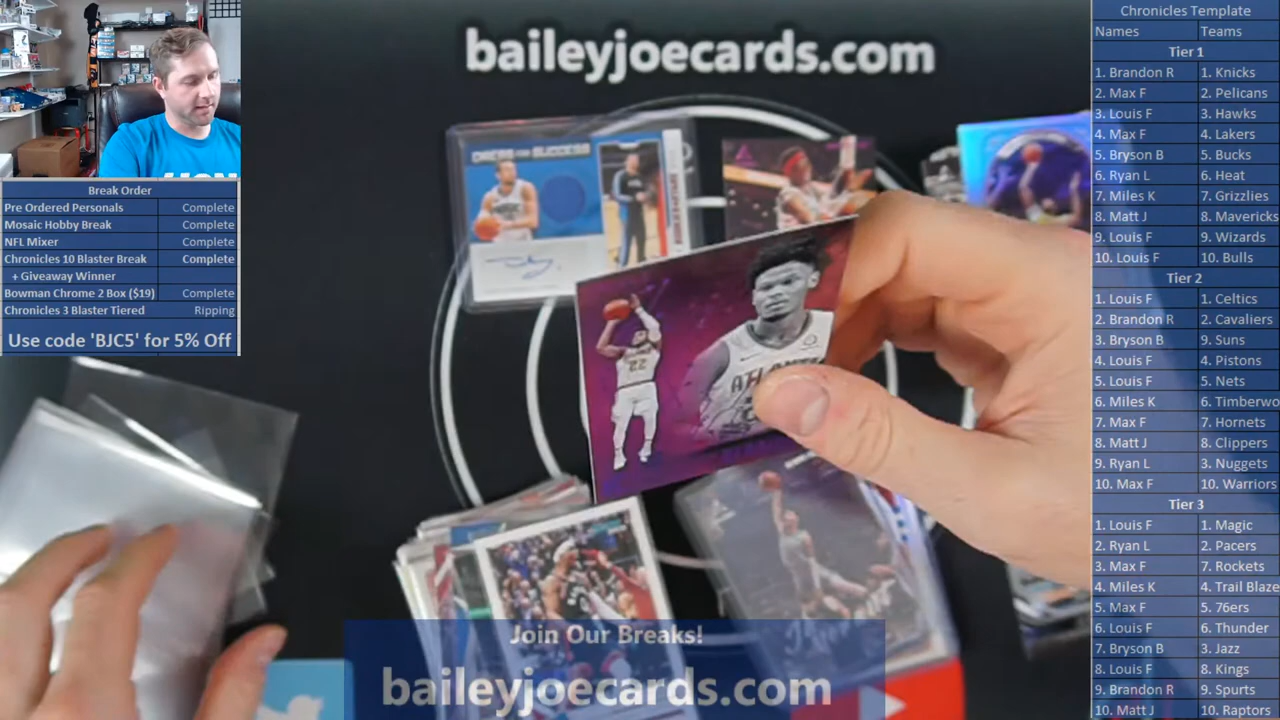 baileyjoecards.com
Break Order
Pre Ordered Personals Complete
Mosaic Hobby Break Complete
NFL Mixer Complete
Chronicles 10 Blaster Break Complete
+ Giveaway Winner
Bowman Chrome 2 Box ($19) Complete
Chronicles 3 Blaster Tiered Ripping
Use code 'BJC5' for 5% Off
DRESS FOR SUCCESS
22
ATLANTA
Join Our Breaks!
baileyjoecards.com
Chronicles Template
Names Teams
Tier 1
1. Brandon R 1. Knicks
2. Max F 2. Pelicans
3. Louis F 3. Hawks
4. Max F 4. Lakers
5. Bryson B 5. Bucks
6. Ryan L 6. Heat
7. Miles K 7. Grizzlies
8. Matt J 8. Mavericks
9. Louis F 9. Wizards
10. Louis F 10. Bulls
Tier 2
1. Louis F 1. Celtics
2. Brandon R 2. Cavaliers
3. Bryson B 9. Suns
4. Louis F 4. Pistons
5. Louis F 5. Nets
6. Miles K 6. Timberwo
7. Max F 7. Hornets
8. Matt J 8. Clippers
9. Ryan L 3. Nuggets
10. Max F 10. Warriors
Tier 3
1. Louis F 1. Magic
2. Ryan L 2. Pacers
3. Max F 7. Rockets
4. Miles K 4. Trail Blaze
5. Max F 5. 76ers
6. Louis F 6. Thunder
7. Bryson B 3. Jazz
8. Louis F 8. Kings
9. Brandon R 9. Spurts
10. Matt J 10. Raptors